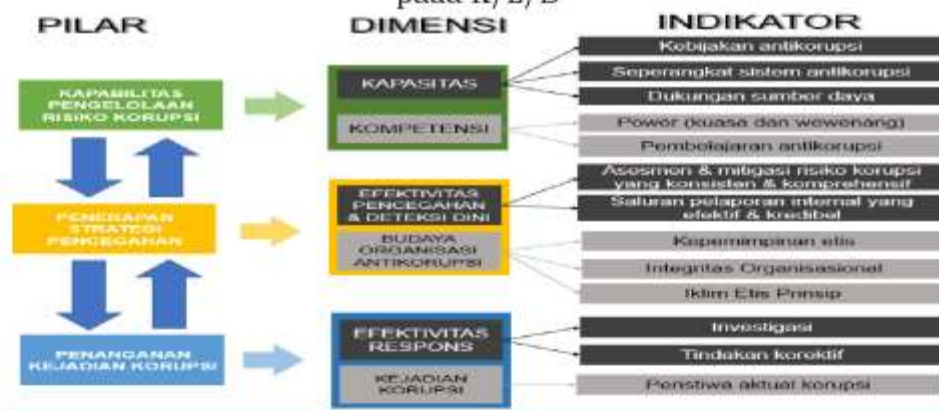 pada K/L/D
PILAR
DIMENSI
INDIKATOR
KAPABILITAS
PENGELOLAAN
RISIKO KORUPSI
KAPASITAS
KOMPETENSI
Kebijakan antikorupsi
Seperangkat sistem antikorupsi
Dukungan sumber daya
Power (kuasa dan wewenang)
Pembelajaran antikorupsi
PENERAPAN
STRATEGI
PENCEGAHAN
EFEKTIVITAS
PENCEGAHAN
& DETEKSI DINI
BUDAYA
ORGANISASI
ANTIKORUPSI
Asesmen & mitigasi risiko korupsi
yang konsisten & komprehensif
Saluran pelaporan internal yang
efektif & kredibel
Kepemimpinan etis
Integritas Organisasional
Iklim Etis Prinsip
PENANGANAN
KEJADIAN KORUPSI
EFEKTIVITAS
RESPONS
KEJADIAN
KORUPSI
Investigasi
Tindakan korektif
Peristiwa aktual korupsi